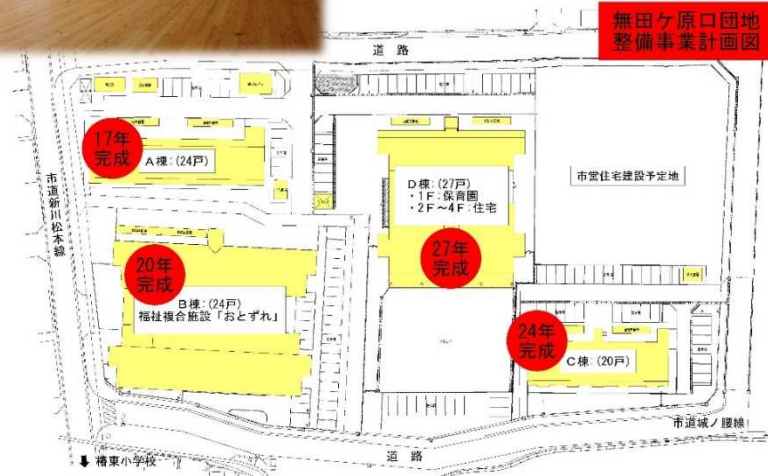 無田ケ原口団地
整備事業計画図
道路
17年
完成
A棟:(24戸)
市道新川松本線
D棟:(27戸)
・1F:保育園
・2F~4F:住宅
市営住宅建設予定地
20年
完成
27年
完成
B棟:(24戸)
福祉複合施設「おとずれ」
24年
完成
C棟:(20戸)
市道城ノ腰線
道路
⬇椿東小学校